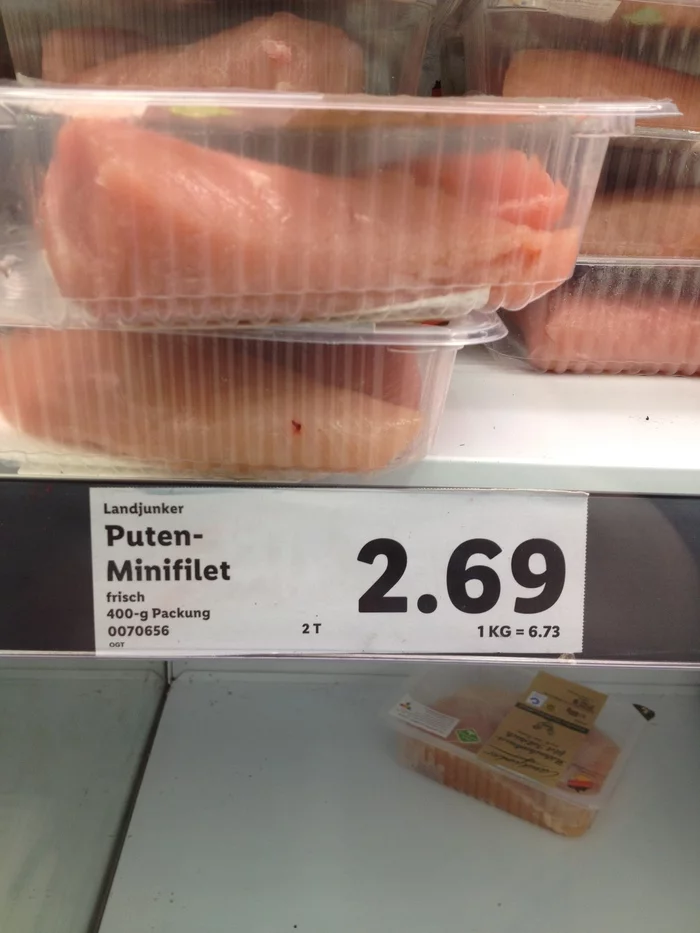 Landjunker
Puten-
Minifilet
frisch
400-g Packung
0070656
OGT
2 T
2.69
1 KG = 6.73